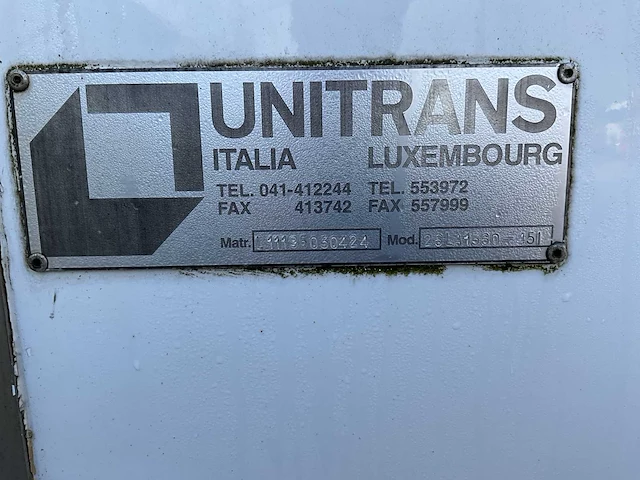 UNITRANS
ITALIA LUXEMBOURG
TEL. 041-412244 TEL. 553972
FAX 413742 FAX 557999
Matr. Mod.